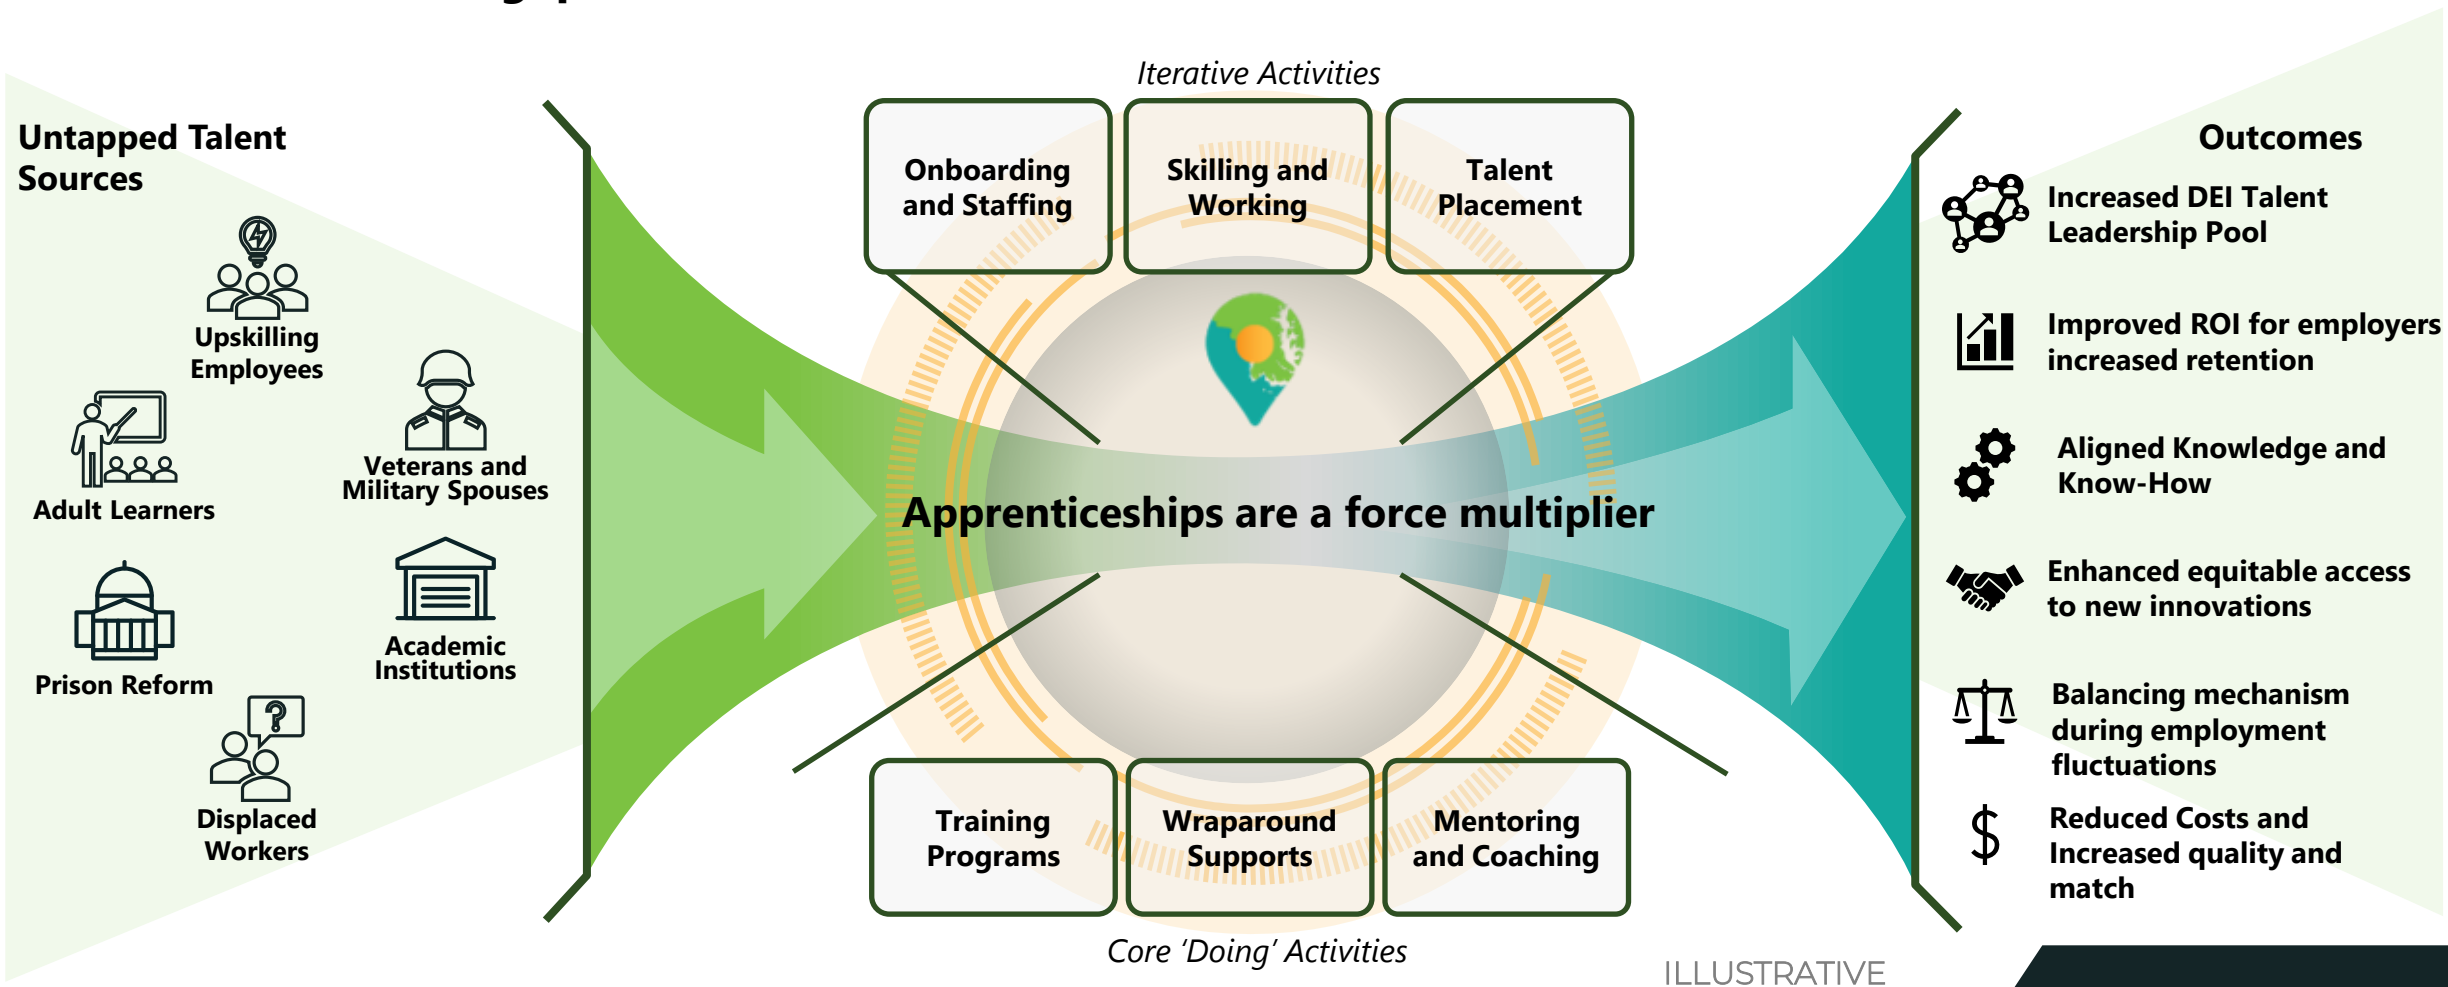 Untapped Talent
Sources
Upskilling
Employees
Veterans and
Military Spouses
Adult Learners
Academic
Institutions
Prison Reform
?
Displaced
Workers
Iterative Activities
Onboarding
and Staffing
Skilling and
Working
Talent
Placement
Apprenticeships are a force multiplier
Training
Programs
Wraparound
Supports
Mentoring
and Coaching
Core ‘Doing’ Activities
Outcomes
Increased DEI Talent
Leadership Pool
Improved ROI for employers
increased retention
Aligned Knowledge and
Know-How
Enhanced equitable access
to new innovations
Balancing mechanism
during employment
fluctuations
$
Reduced Costs and
Increased quality and
match
ILLUSTRATIVE